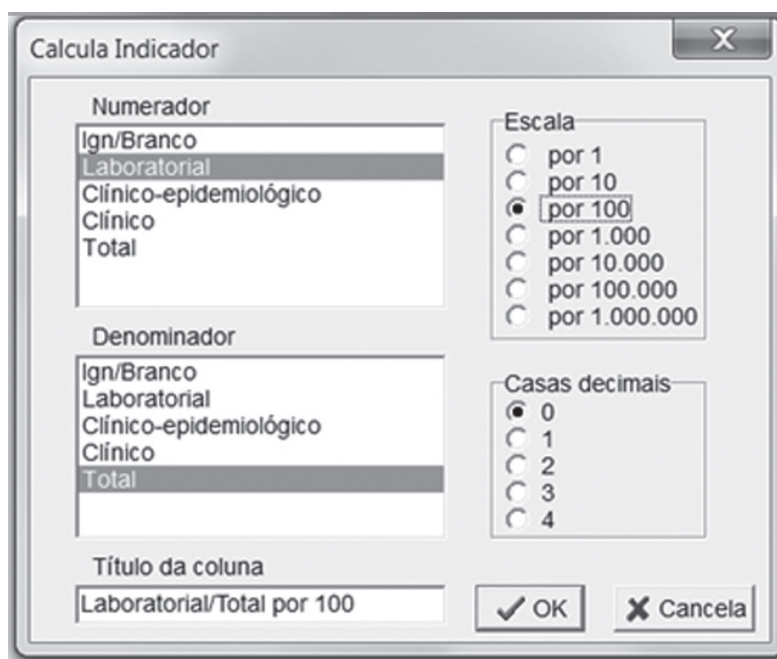 Calcula Indicador
Numerador
Ign/Branco
Laboratorial
Clínico-epidemiológico
Clínico
Total
Denominador
Ign/Branco
Laboratorial
Clínico-epidemiológico
Clínico
Total
Título da coluna
Laboratorial/Total por 100
Escala
por 1
por 10
por 100
por 1.000
por 10.000
por 100.000
por 1.000.000
Casas decimais
0
1
2
3
4
OK
Cancela